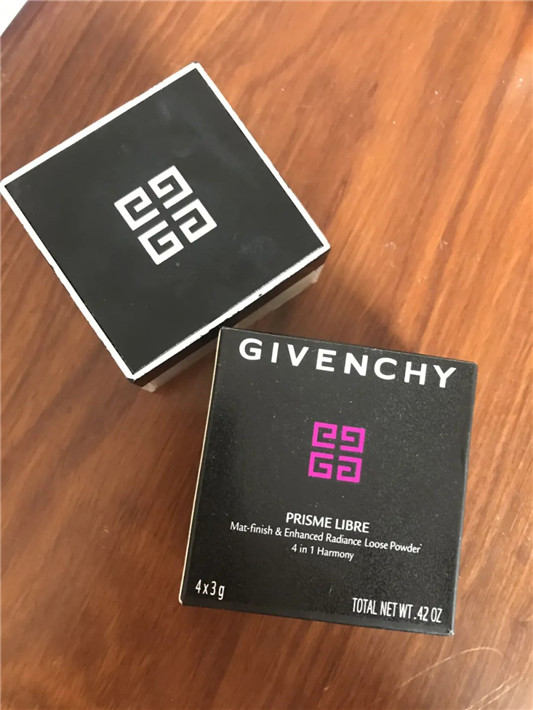 GIVENCHY
PRISME LIBRE
Mat-finish & Enhanced Radiance Loose Powder
4 in 1 Harmony
4x3g
TOTAL NET WT .42 OZ